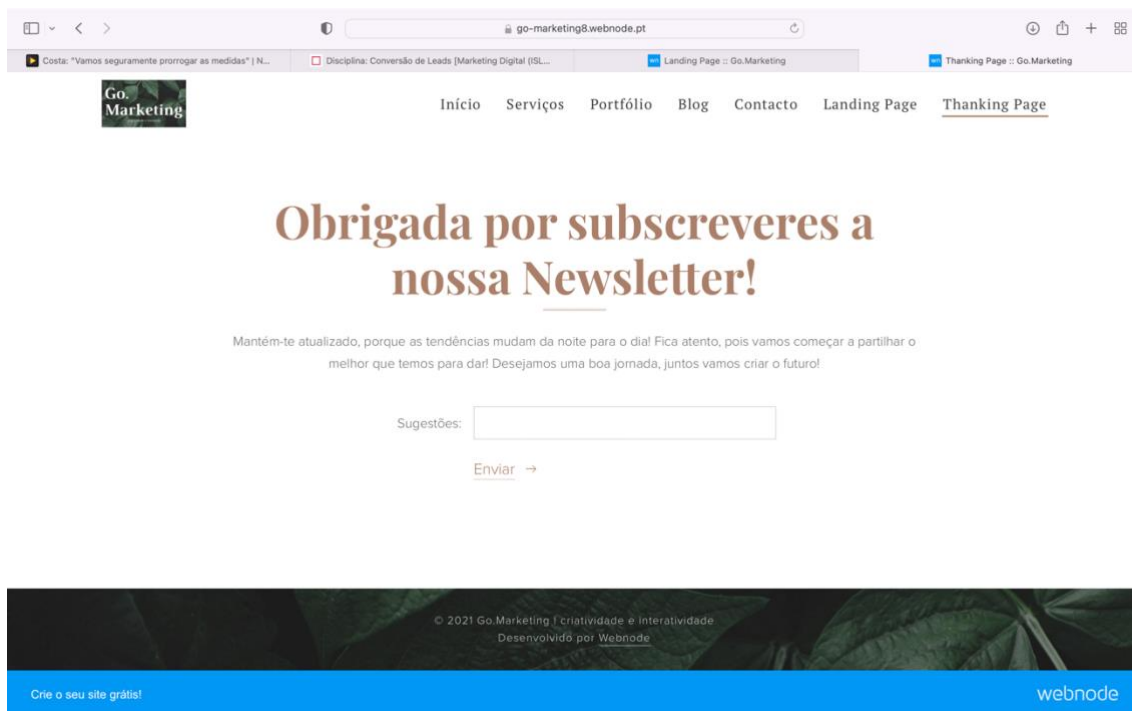 go-marketing8.webnode.pt
Costa: "Vamos seguramente prorrogar as medidas" | N...
Disciplina: Conversão de Leads [Marketing Digital (ISL...
wn Landing Page :: Go.Marketing
wn Thanking Page :: Go.Marketing
Go.
Marketing
Início Serviços Portfólio Blog Contacto Landing Page Thanking Page
Obrigada por subscreveres a
nossa Newsletter!
Mantém-te atualizado, porque as tendências mudam da noite para o dia! Fica atento, pois vamos começar a partilhar o
melhor que temos para dar! Desejamos uma boa jornada, juntos vamos criar o futuro!
Sugestões:
Enviar →
© 2021 Go.Marketing | criatividade e interatividade
Desenvolvido por Webnode
Crie o seu site grátis!
webnode